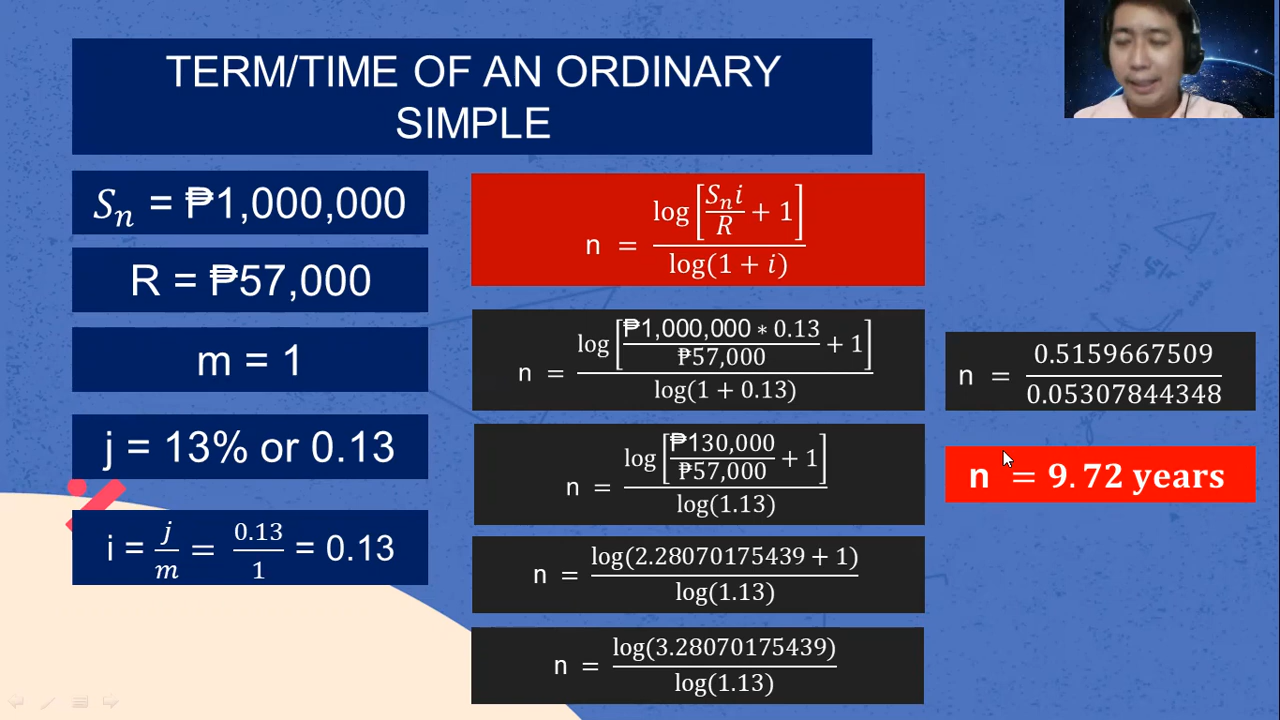 TERM/TIME OF AN ORDINARY
SIMPLE
Sₙ = ₱1,000,000
R = ₱57,000
m = 1
j = 13% or 0.13
i = j/m = 0.13/1 = 0.13
n = log[Sₙi/R + 1] / log(1 + i)
n = log[₱1,000,000 ∗ 0.13/₱57,000 + 1] / log(1 + 0.13)
n = log[₱130,000/₱57,000 + 1] / log(1.13)
n = log(2.28070175439 + 1) / log(1.13)
n = log(3.28070175439) / log(1.13)
n = 0.5159667509 / 0.05307844348
n = 9.72 years